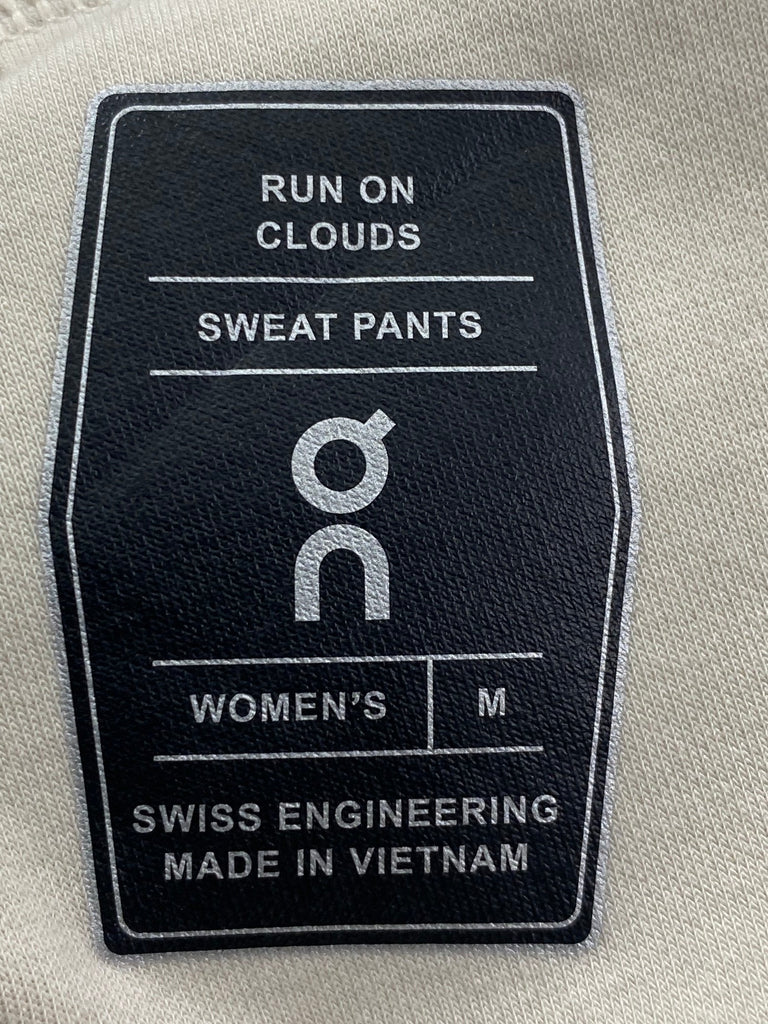 RUN ON
CLOUDS
SWEAT PANTS
On
WOMEN'S M
SWISS ENGINEERING
MADE IN VIETNAM